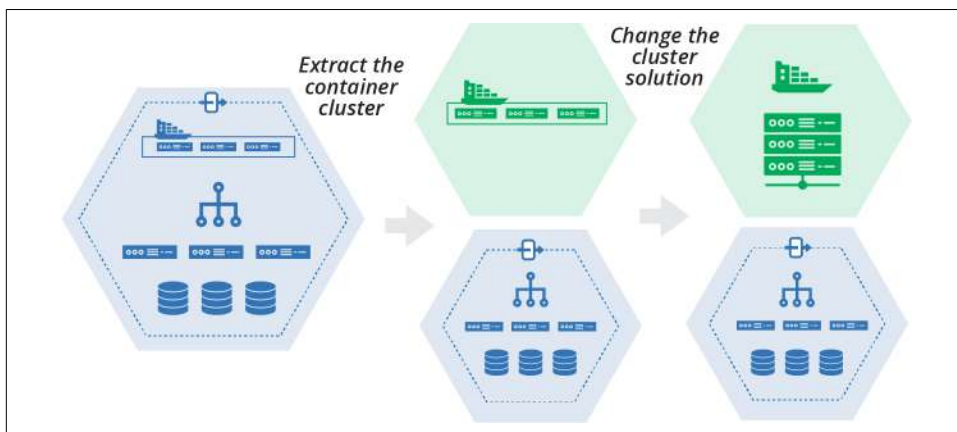 Extract the
container
cluster
Change the
cluster
solution